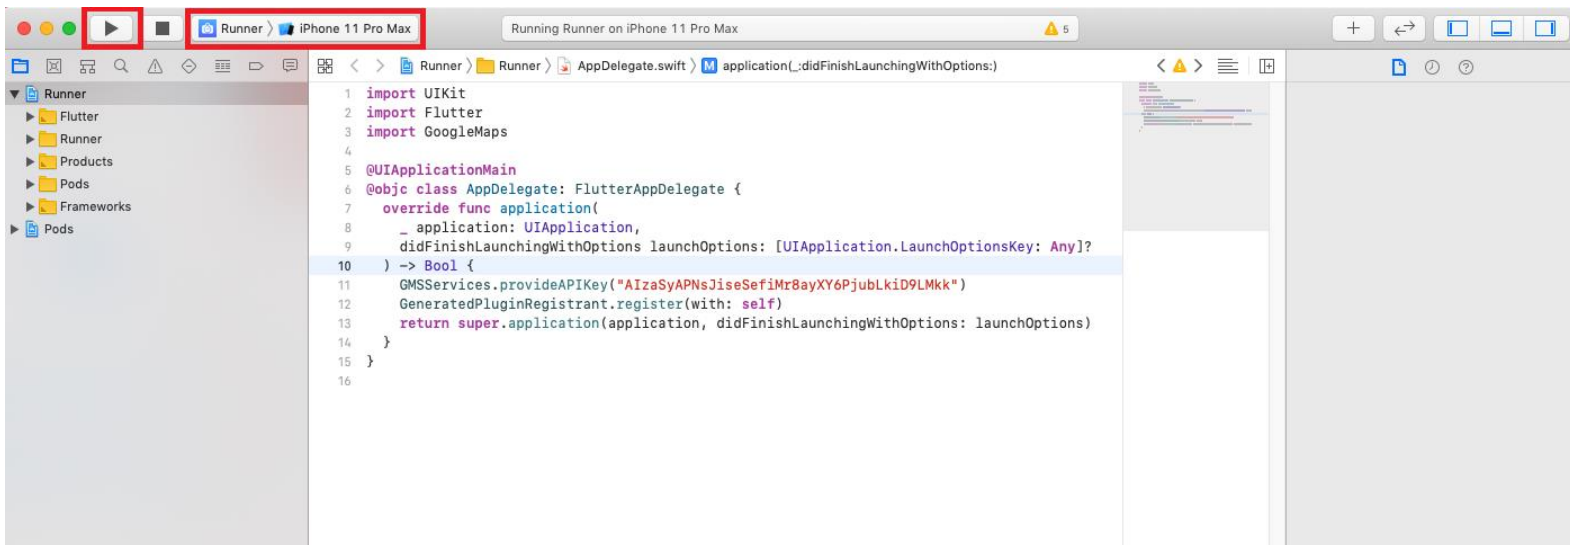 Runner iPhone 11 Pro Max
Running Runner on iPhone 11 Pro Max
5
Runner Runner AppDelegate.swift M application(_:didFinishLaunchingWithOptions:)
Runner
Flutter
Runner
Products
Pods
Frameworks
Pods
1 import UIKit
2 import Flutter
3 import GoogleMaps
4
5 @UIApplicationMain
6 @objc class AppDelegate: FlutterAppDelegate {
7 override func application(
8 _ application: UIApplication,
9 didFinishLaunchingWithOptions launchOptions: [UIApplication.LaunchOptionsKey: Any]?
10 ) -> Bool {
11 GMSServices.provideAPIKey("AIzaSyAPNsJiseSefiMr8ayXY6PjubLkiD9LMkk")
12 GeneratedPluginRegistrant.register(with: self)
13 return super.application(application, didFinishLaunchingWithOptions: launchOptions)
14 }
15 }
16